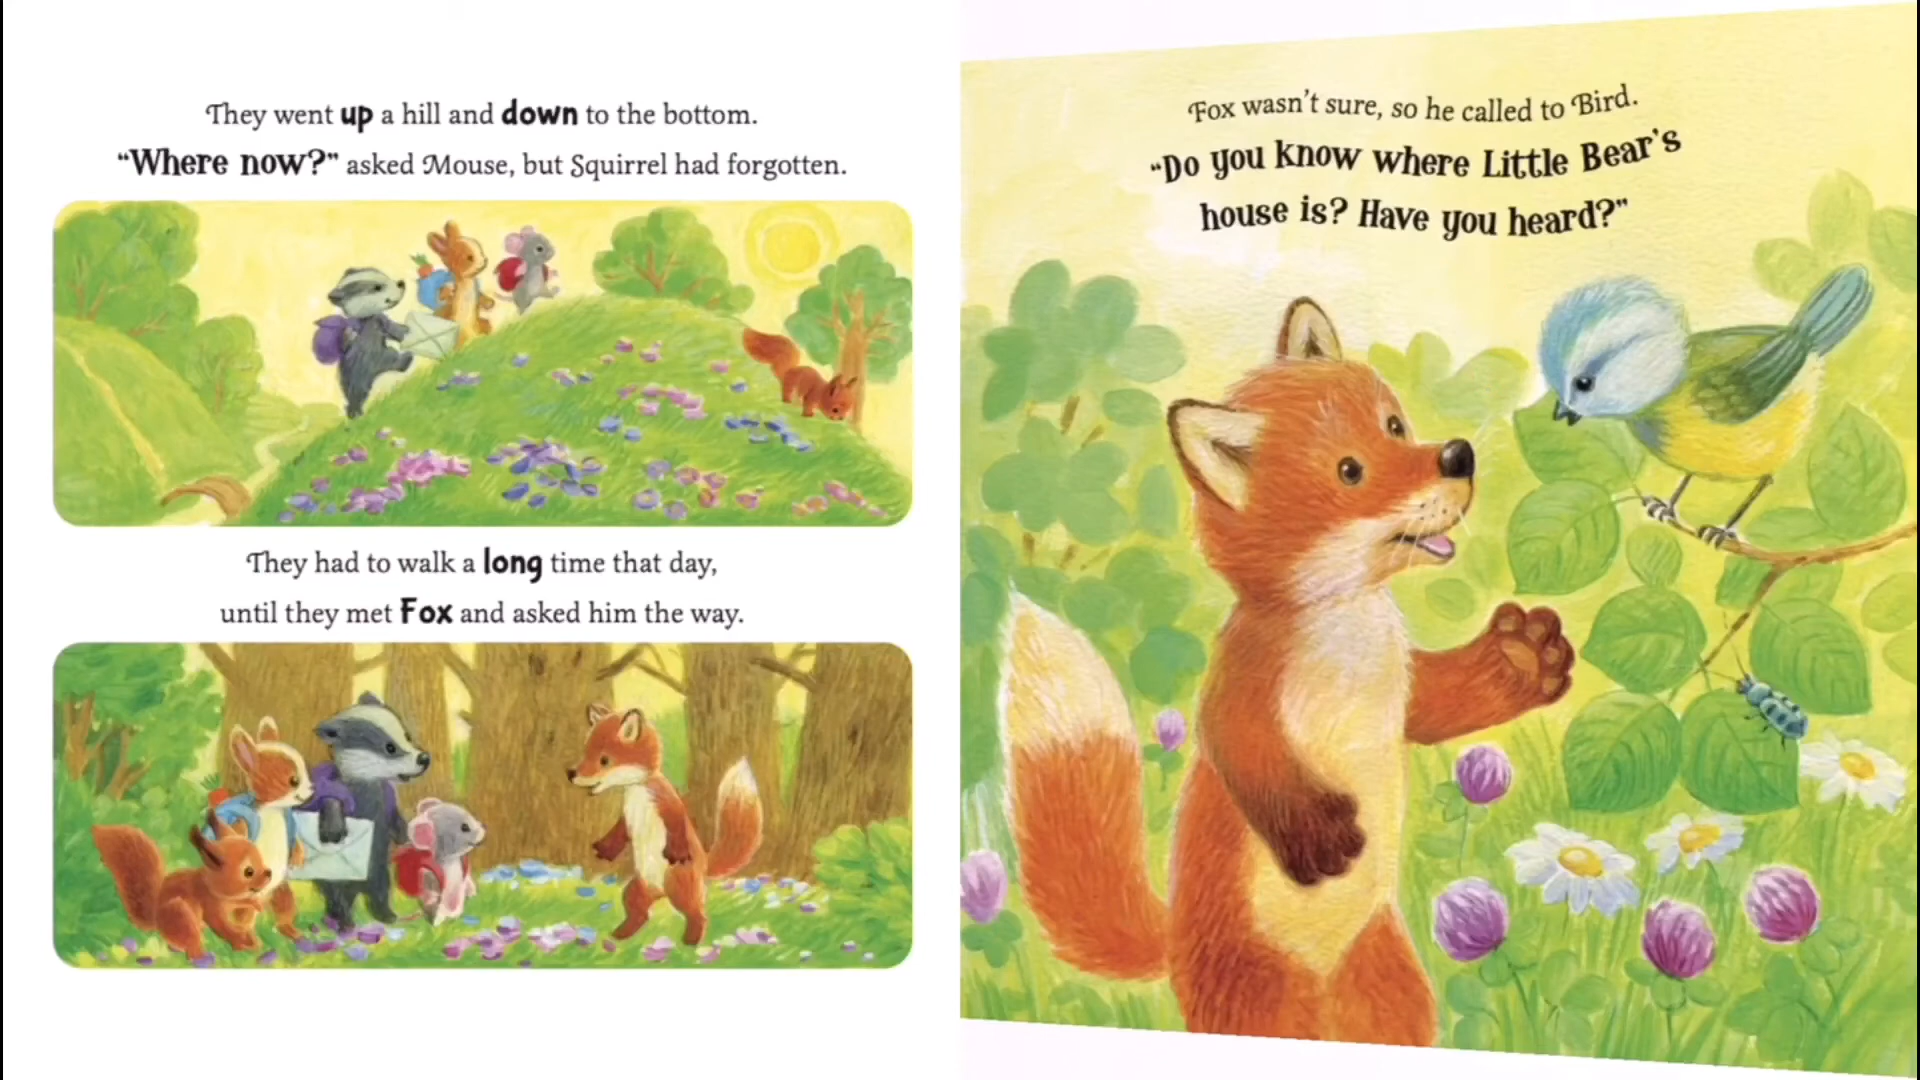 They went up a hill and down to the bottom.
“Where now?” asked Mouse, but Squirrel had forgotten.
They had to walk a long time that day,
until they met Fox and asked him the way.
Fox wasn’t sure, so he called to Bird.
“Do you know where Little Bear’s
house is? Have you heard?”